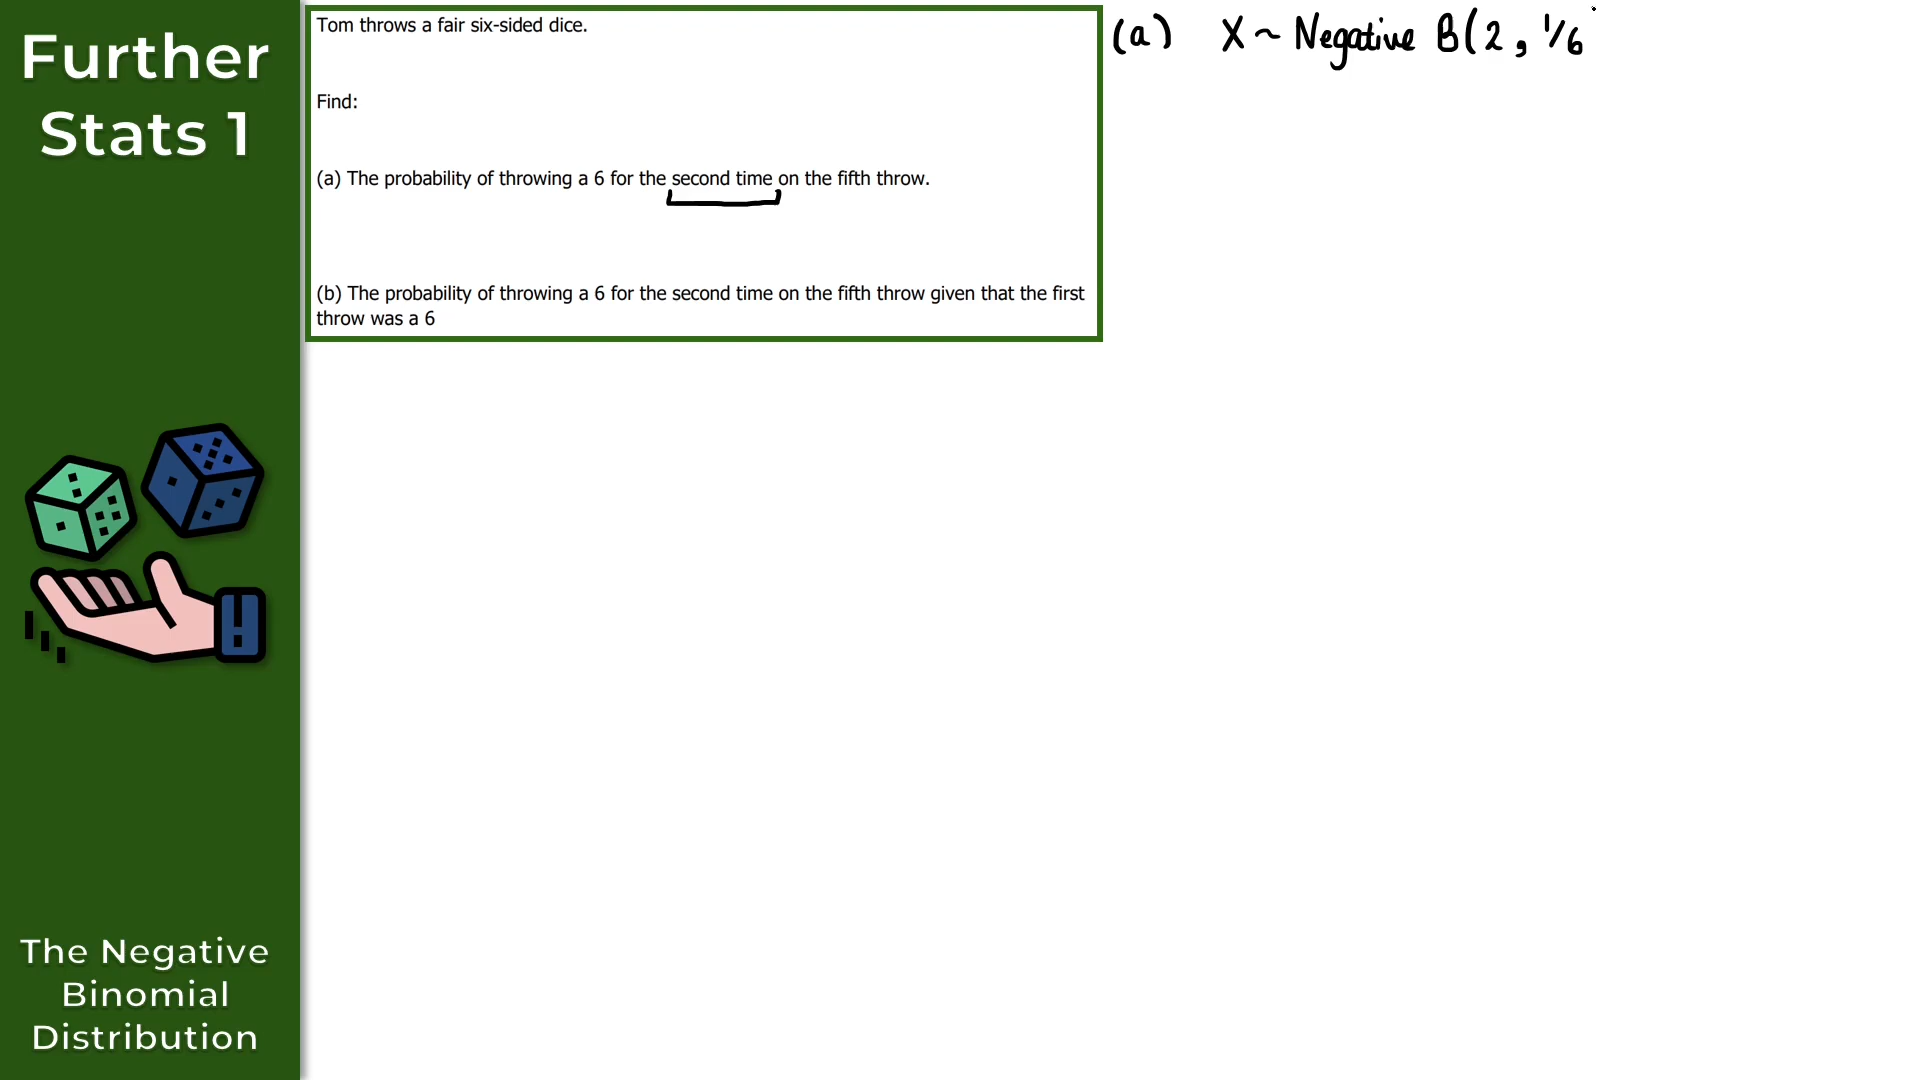 Further
Stats 1
Tom throws a fair six-sided dice.
Find:
(a) The probability of throwing a 6 for the second time on the fifth throw.
(b) The probability of throwing a 6 for the second time on the fifth throw given that the first
throw was a 6
(a) X ~ Negative B(2, 1/6
The Negative
Binomial
Distribution